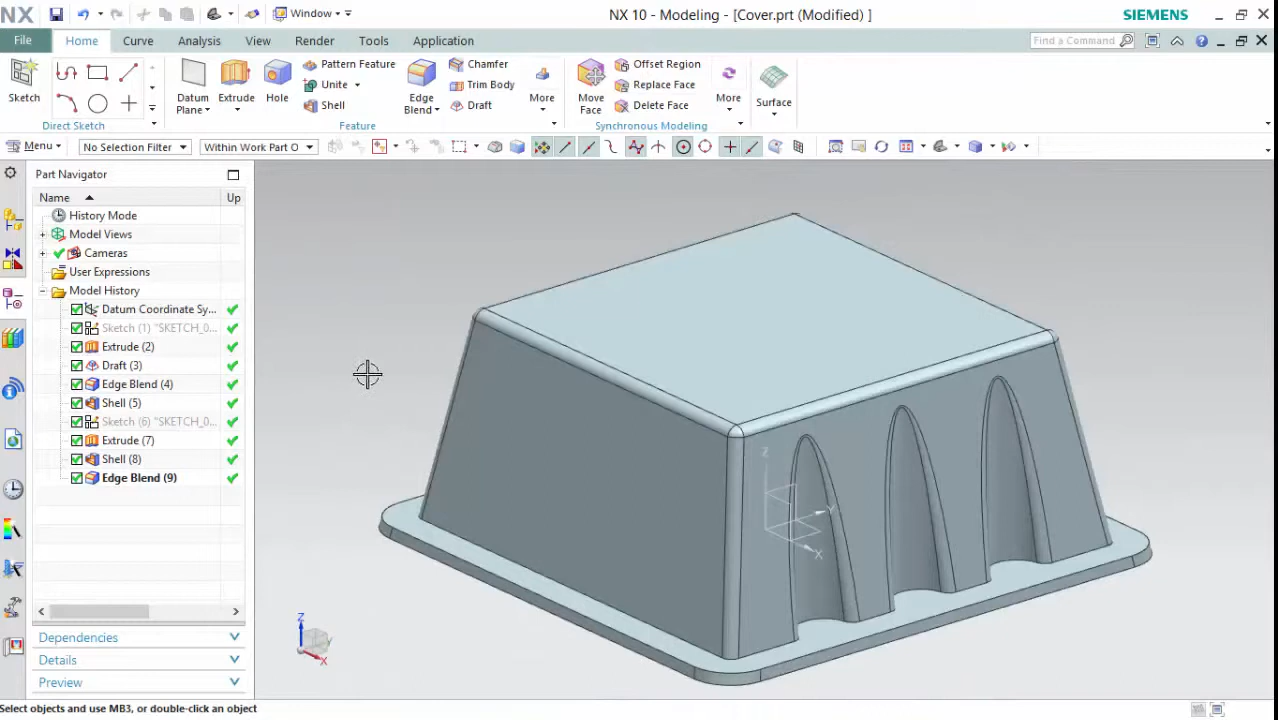 NX
Window
NX 10 - Modeling - [Cover.prt (Modified) ]
SIEMENS
File
Home
Curve
Analysis
View
Render
Tools
Application
Find a Command
Sketch
Direct Sketch
Datum
Plane
Extrude
Hole
Pattern Feature
Unite
Shell
Edge
Blend
Chamfer
Trim Body
Draft
More
Feature
Move
Face
Offset Region
Replace Face
Delete Face
More
Synchronous Modeling
Surface
Menu
No Selection Filter
Within Work Part O
Part Navigator
Name
Up
History Mode
Model Views
Cameras
User Expressions
Model History
Datum Coordinate Sy...
Sketch (1) "SKETCH_0...
Extrude (2)
Draft (3)
Edge Blend (4)
Shell (5)
Sketch (6) "SKETCH_0...
Extrude (7)
Shell (8)
Edge Blend (9)
Dependencies
Details
Preview
Z
Y
X
Z
Y
X
Select objects and use MB3, or double-click an object